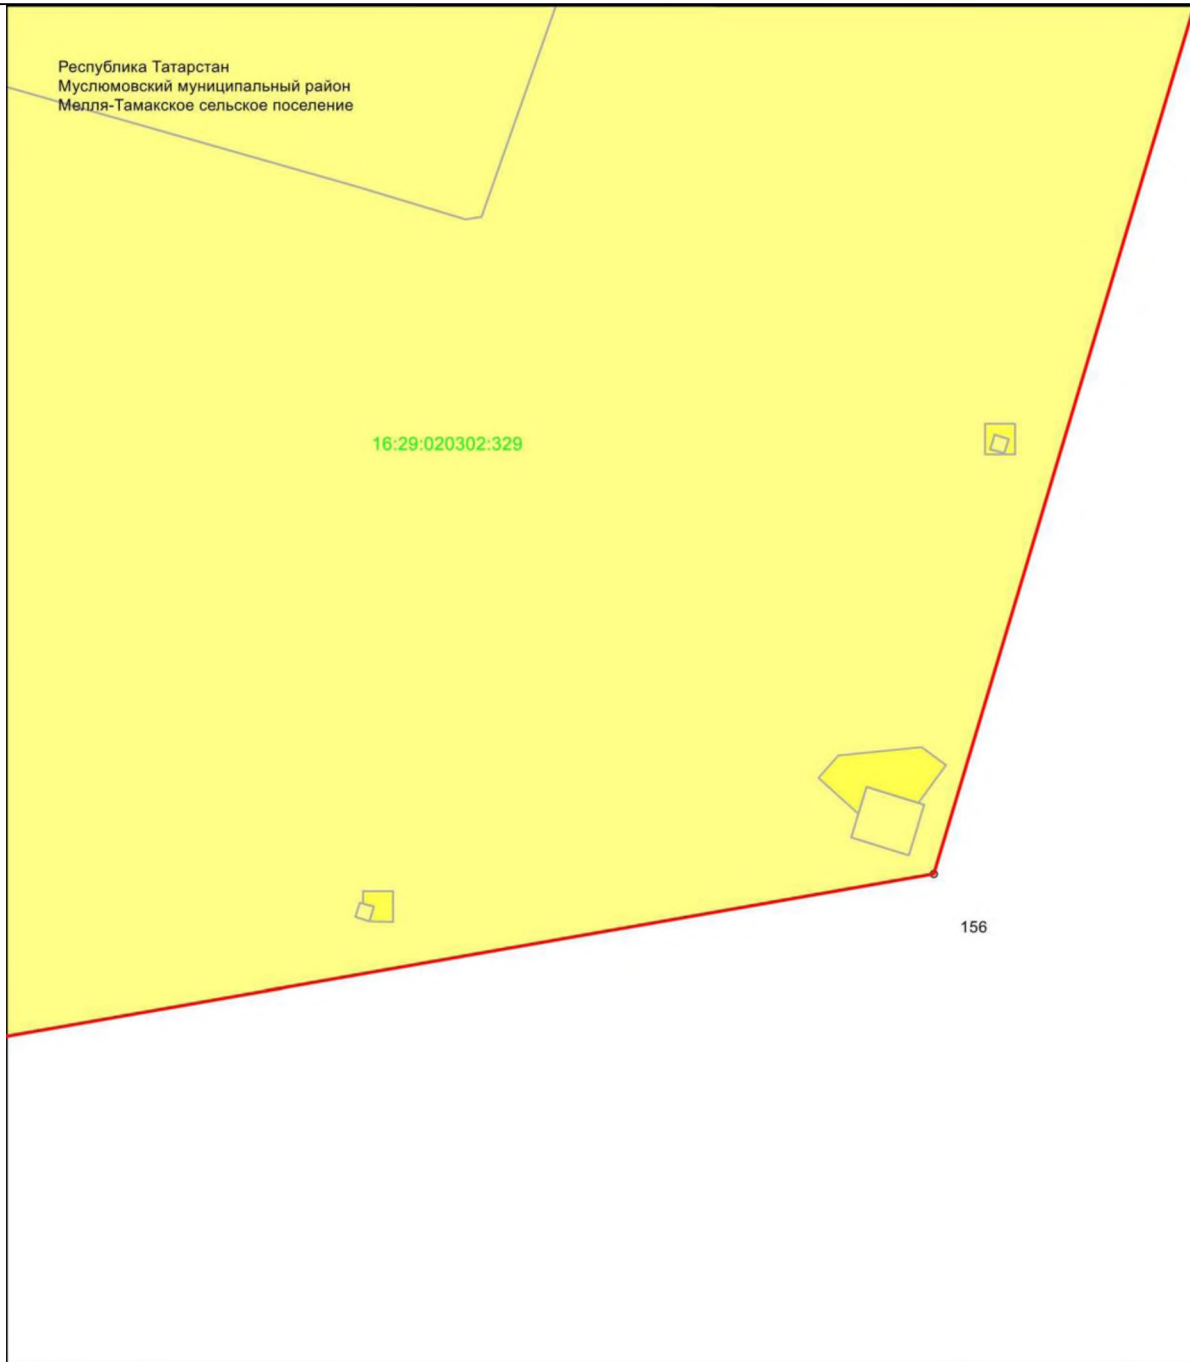 Республика Татарстан
Муслюмовский муниципальный район
Мелля-Тамакское сельское поселение
16:29:020302:329
156